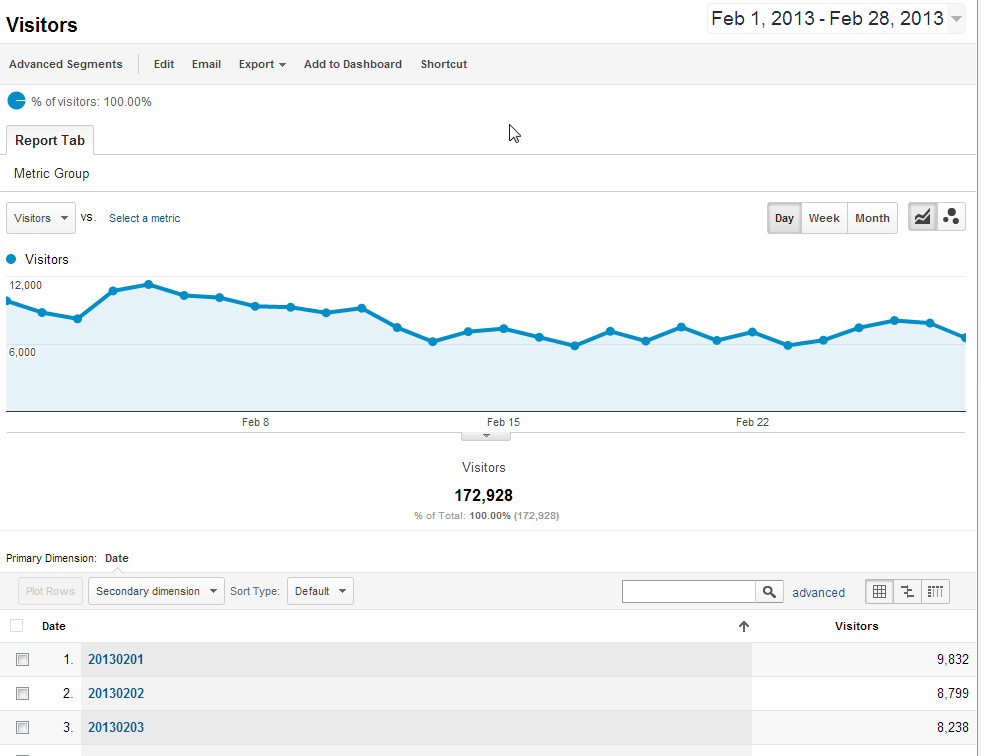 Visitors
Feb 1, 2013 - Feb 28, 2013
Advanced Segments Edit Email Export Add to Dashboard Shortcut
% of visitors: 100.00%
Report Tab
Metric Group
Visitors VS. Select a metric Day Week Month
Visitors
12,000
6,000
Feb 8 Feb 15 Feb 22
Visitors
172,928
% of Total: 100.00% (172,928)
Primary Dimension: Date
Plot Rows Secondary dimension Sort Type: Default advanced
Date Visitors
1. 20130201 9,832
2. 20130202 8,799
3. 20130203 8,238